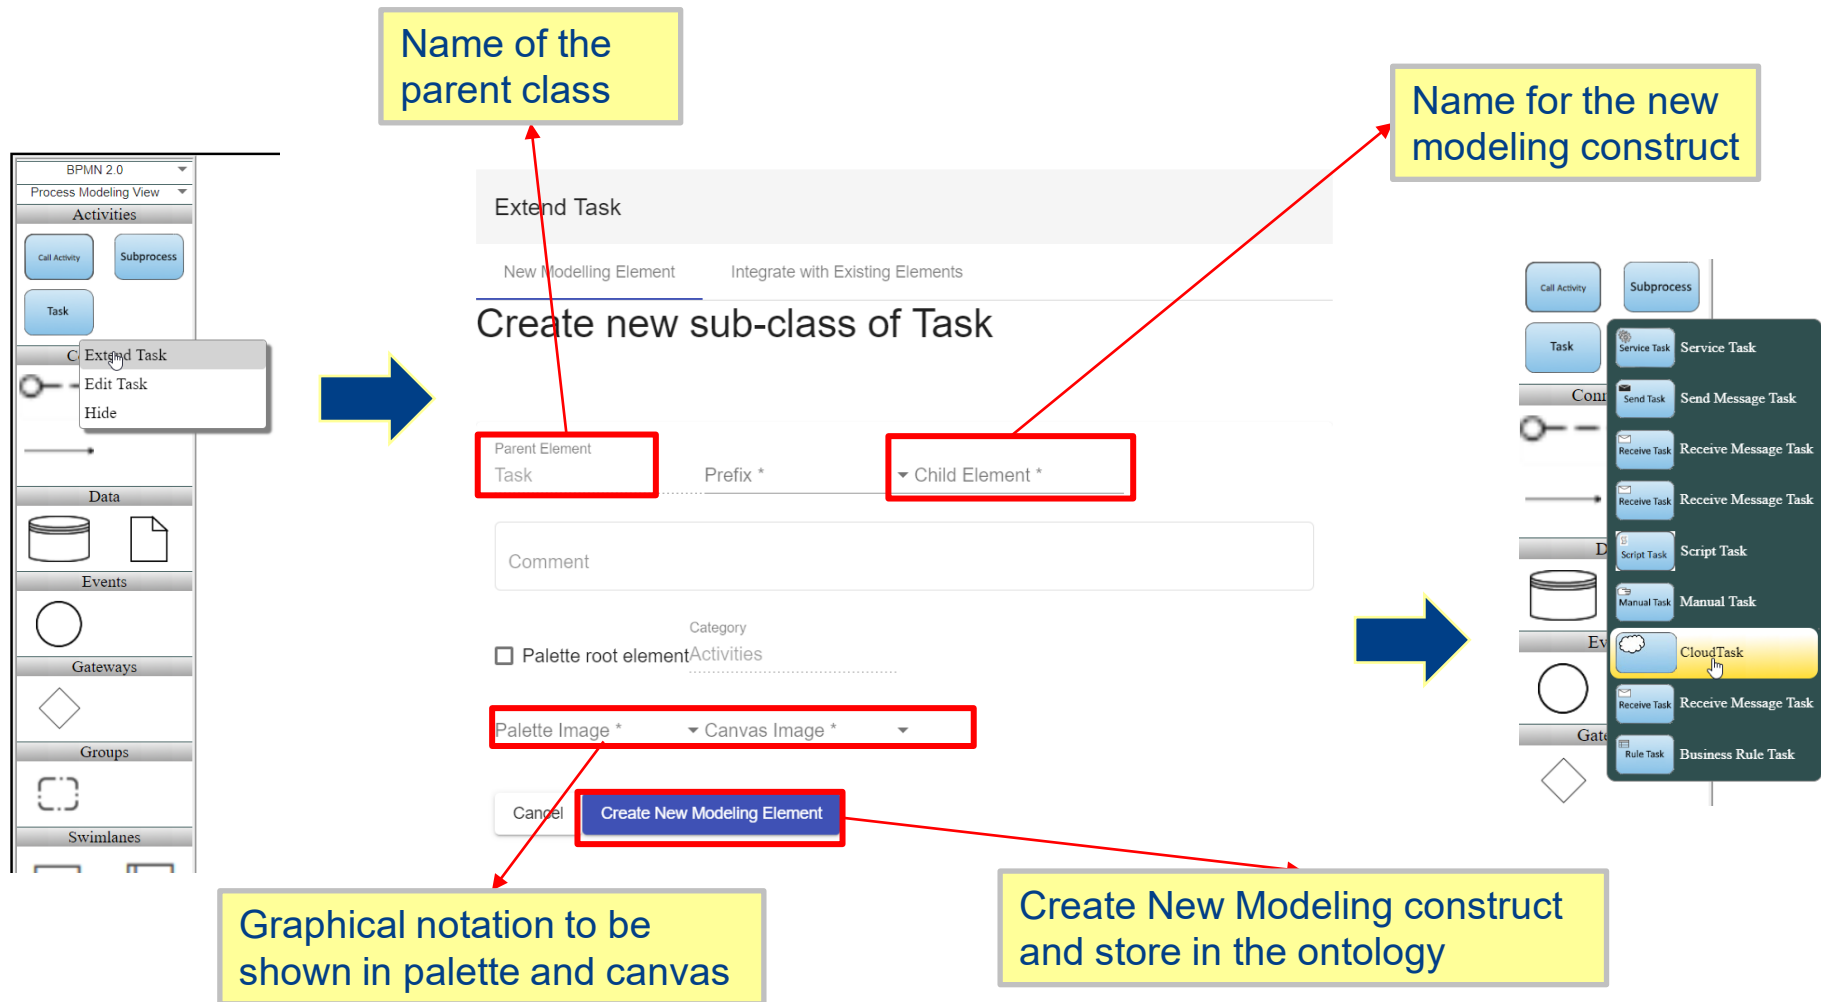 Name of the
parent class
Name for the new
modeling construct
BPMN 2.0
Process Modeling View
Activities
Call Activity
Subprocess
Task
Extend Task
Edit Task
Hide
Data
Events
Gateways
Groups
Swimlanes
Extend Task
New Modelling Element
Integrate with Existing Elements
Create new sub-class of Task
Parent Element
Task
Prefix *
Child Element *
Comment
Palette root element
Category
Activities
Palette Image *
Canvas Image *
Cancel
Create New Modeling Element
Graphical notation to be
shown in palette and canvas
Create New Modeling construct
and store in the ontology
Call Activity
Subprocess
Task
Conn
D
Ev
Gate
Service Task
Service Task
Send Task
Send Message Task
Receive Task
Receive Message Task
Receive Task
Receive Message Task
Script Task
Script Task
Manual Task
Manual Task
CloudTask
Receive Task
Receive Message Task
Rule Task
Business Rule Task